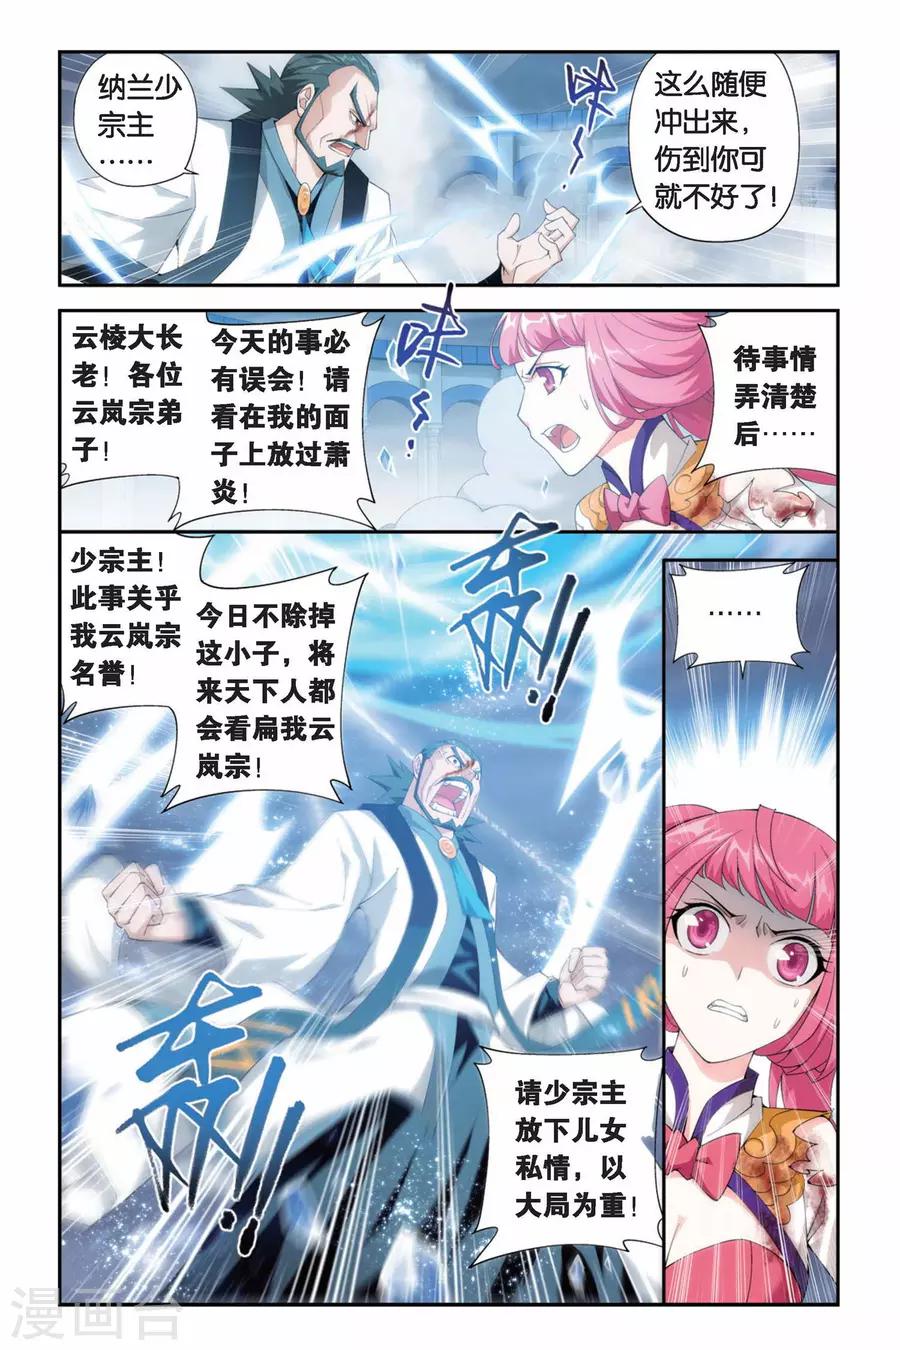 纳兰少
宗主
……
咻～
这么随便
冲出来，
伤到你可
就不好了！
云棱大长
老！各位
云岚宗弟
子！
今天的事必
有误会！请
看在我的面
子上放过萧
炎！
咻～
待事情
弄清楚
后……
少宗主！
此事关乎
我云岚宗
名誉！
今日不除掉
这小子，将
来天下人都
会看扁我云
岚宗！
轰!!
……
轰!!
请少宗主
放下儿女
私情，以
大局为重！
漫画台